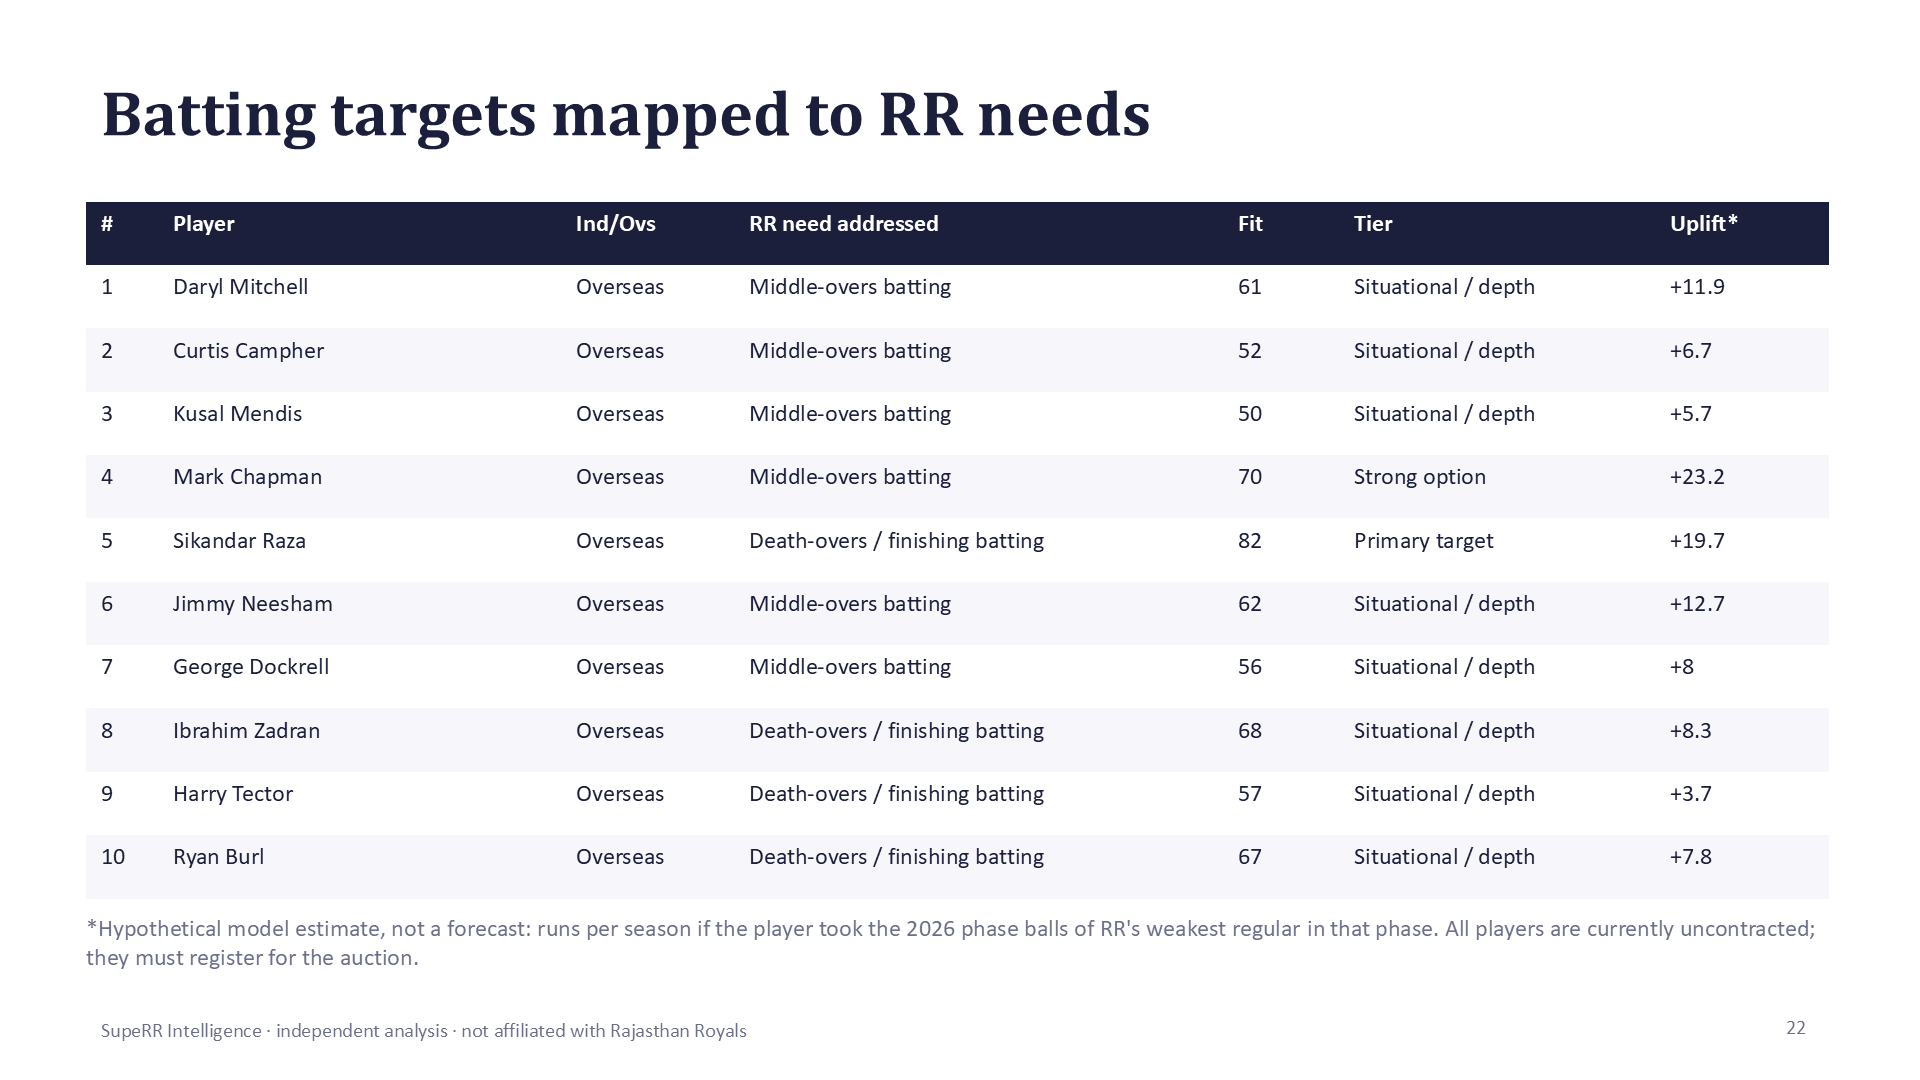 Batting targets mapped to RR needs
# Player Ind/Ovs RR need addressed Fit Tier Uplift*
1 Daryl Mitchell Overseas Middle-overs batting 61 Situational / depth +11.9
2 Curtis Campher Overseas Middle-overs batting 52 Situational / depth +6.7
3 Kusal Mendis Overseas Middle-overs batting 50 Situational / depth +5.7
4 Mark Chapman Overseas Middle-overs batting 70 Strong option +23.2
5 Sikandar Raza Overseas Death-overs / finishing batting 82 Primary target +19.7
6 Jimmy Neesham Overseas Middle-overs batting 62 Situational / depth +12.7
7 George Dockrell Overseas Middle-overs batting 56 Situational / depth +8
8 Ibrahim Zadran Overseas Death-overs / finishing batting 68 Situational / depth +8.3
9 Harry Tector Overseas Death-overs / finishing batting 57 Situational / depth +3.7
10 Ryan Burl Overseas Death-overs / finishing batting 67 Situational / depth +7.8
*Hypothetical model estimate, not a forecast: runs per season if the player took the 2026 phase balls of RR's weakest regular in that phase. All players are currently uncontracted;
they must register for the auction.
SupeRR Intelligence · independent analysis · not affiliated with Rajasthan Royals
22